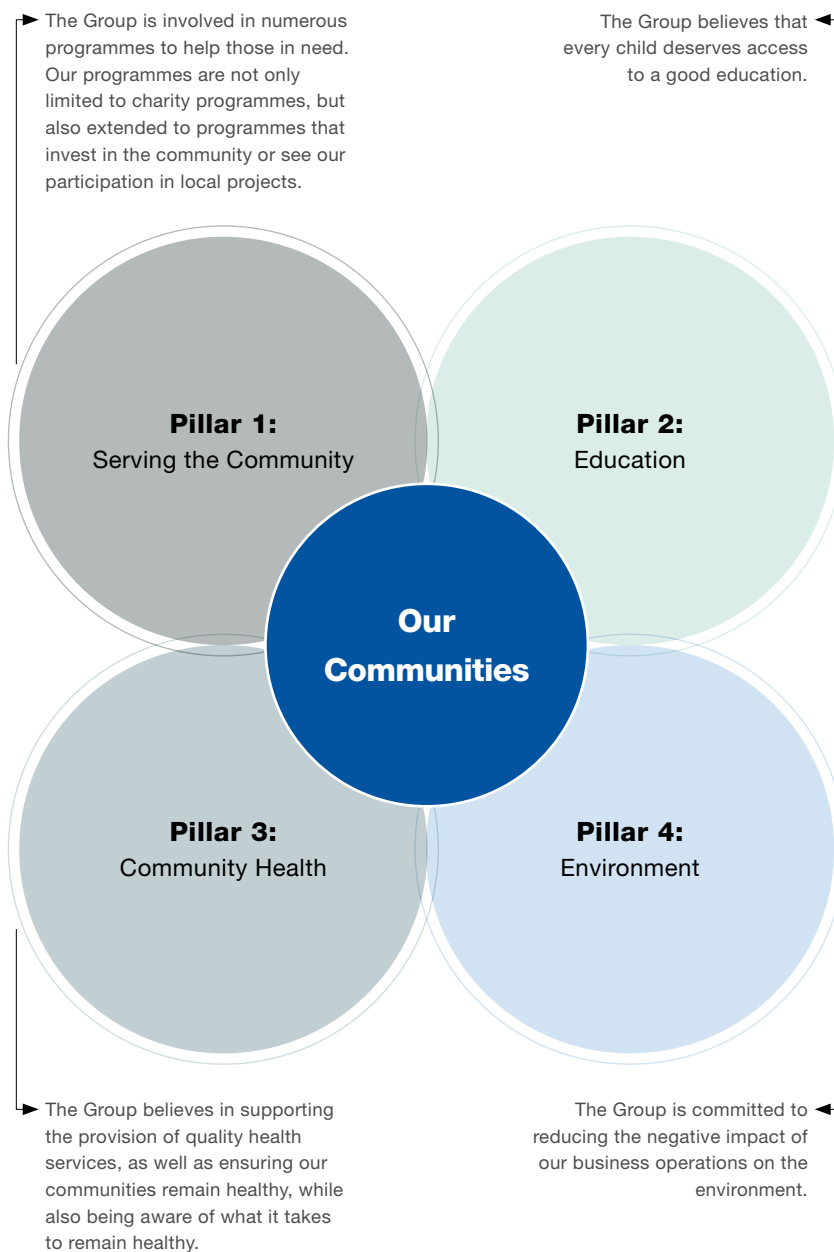 The Group is involved in numerous
programmes to help those in need.
Our programmes are not only
limited to charity programmes, but
also extended to programmes that
invest in the community or see our
participation in local projects.
The Group believes that
every child deserves access
to a good education.
Pillar 1:
Serving the Community
Pillar 2:
Education
Our
Communities
Pillar 3:
Community Health
Pillar 4:
Environment
The Group believes in supporting
the provision of quality health
services, as well as ensuring our
communities remain healthy, while
also being aware of what it takes
to remain healthy.
The Group is committed to
reducing the negative impact of
our business operations on the
environment.